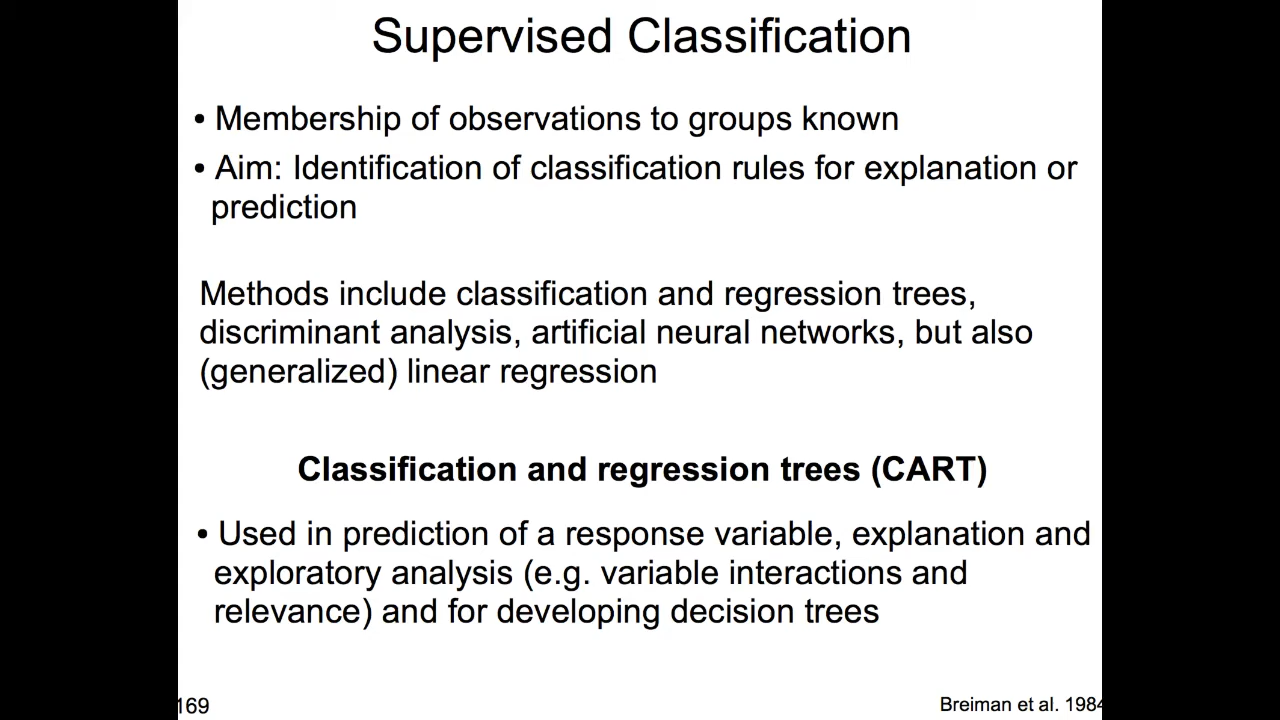 Supervised Classification
• Membership of observations to groups known
• Aim: Identification of classification rules for explanation or
prediction
Methods include classification and regression trees,
discriminant analysis, artificial neural networks, but also
(generalized) linear regression
Classification and regression trees (CART)
• Used in prediction of a response variable, explanation and
exploratory analysis (e.g. variable interactions and
relevance) and for developing decision trees
169
Breiman et al. 1984